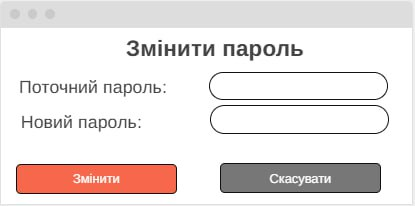 Змінити пароль
Поточний пароль:
Новий пароль:
Змінити
Скасувати